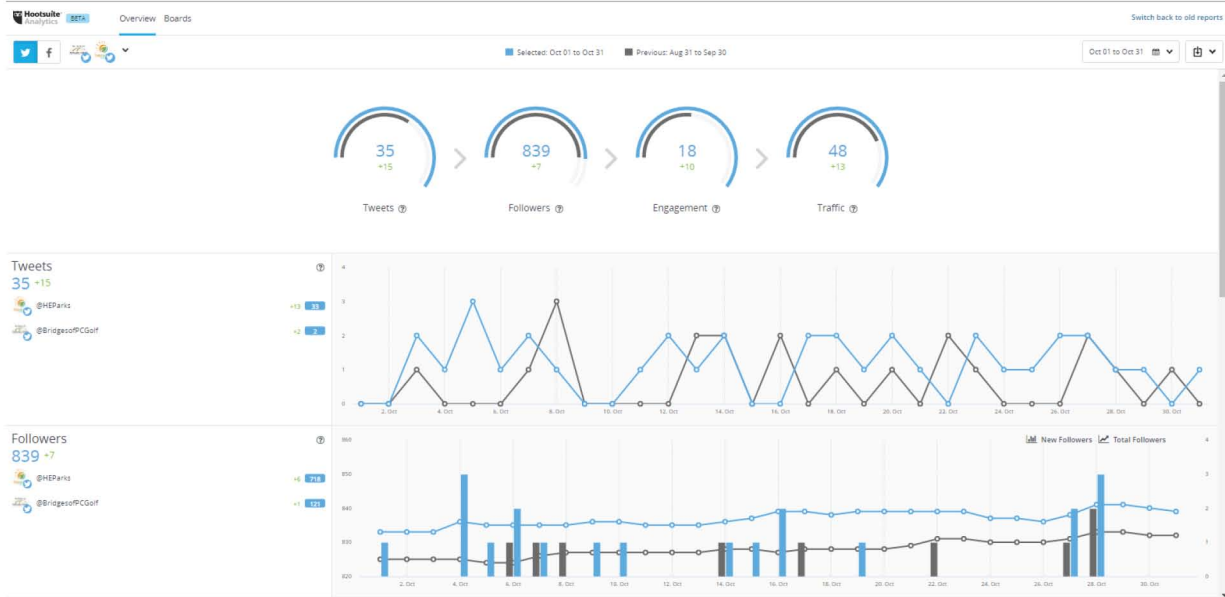 Hootsuite
Analytics BETA
Overview Boards
Switch back to old reports
Selected: Oct 01 to Oct 31 Previous: Aug 31 to Sep 30
Oct 01 to Oct 31
35 839 18 48
+15 +7 +10 +13
Tweets Followers Engagement Traffic
Tweets
35 +15
@HEParks +13 33
@BridgesofPCGolf +2 2
4
3
2
1
0
2. Oct 4. Oct 6. Oct 8. Oct 10. Oct 12. Oct 14. Oct 16. Oct 18. Oct 20. Oct 22. Oct 24. Oct 26. Oct 28. Oct 30. Oct
Followers
839 +7
@HEParks +6 718
@BridgesofPCGolf +1 121
New Followers Total Followers
860 4
850 3
840 2
830 1
820 0
2. Oct 4. Oct 6. Oct 8. Oct 10. Oct 12. Oct 14. Oct 16. Oct 18. Oct 20. Oct 22. Oct 24. Oct 26. Oct 28. Oct 30. Oct